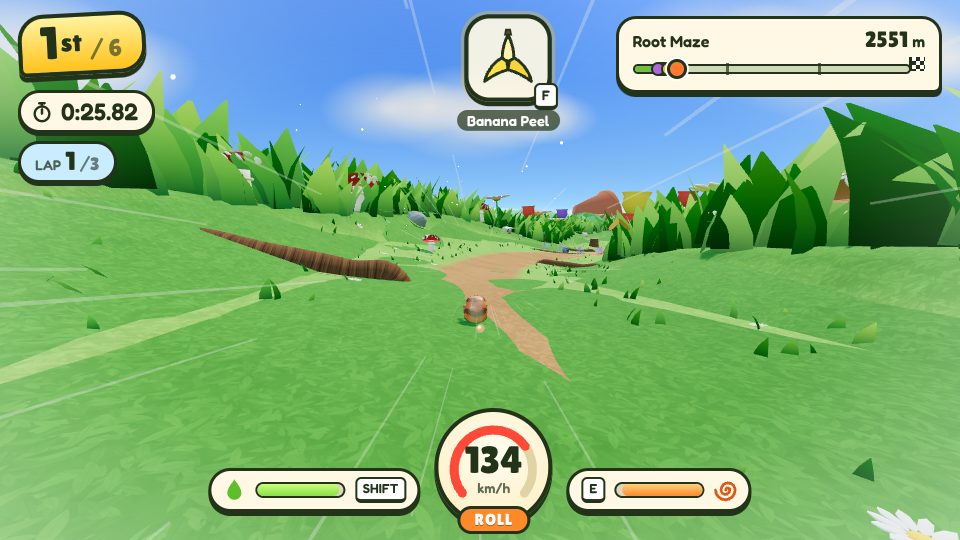 1st / 6
0:25.82
LAP 1/3
F
Banana Peel
Root Maze 2551 m
SHIFT
134
km/h
ROLL
E